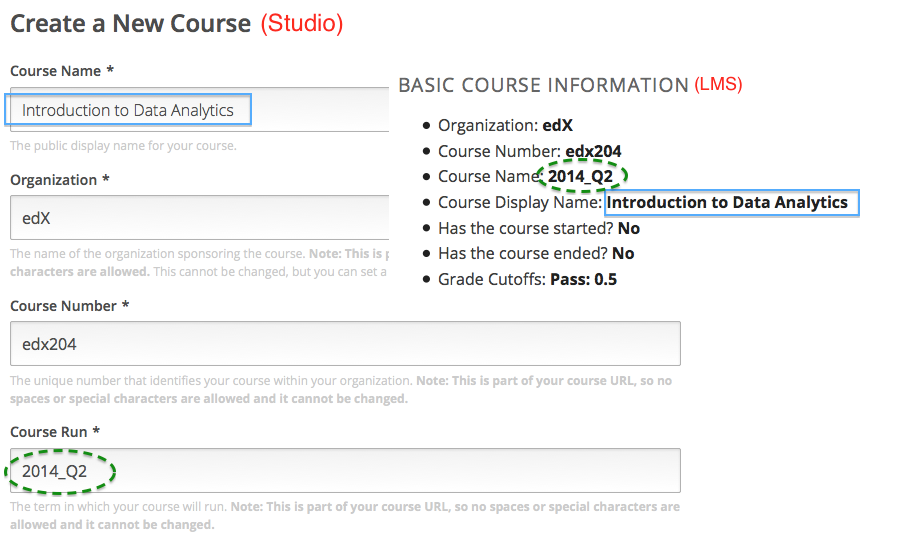 Create a New Course (Studio)
Course Name *
Introduction to Data Analytics
The public display name for your course.
Organization *
edX
The name of the organization sponsoring the course. Note: This is
characters are allowed. This cannot be changed, but you can set a
Course Number *
edx204
The unique number that identifies your course within your organization. Note: This is part of your course URL, so no
spaces or special characters are allowed and it cannot be changed.
Course Run *
2014_Q2
The term in which your course will run. Note: This is part of your course URL, so no spaces or special characters are
allowed and it cannot be changed.
BASIC COURSE INFORMATION (LMS)
• Organization: edX
• Course Number: edx204
• Course Name: 2014_Q2
• Course Display Name: Introduction to Data Analytics
• Has the course started? No
• Has the course ended? No
• Grade Cutoffs: Pass: 0.5